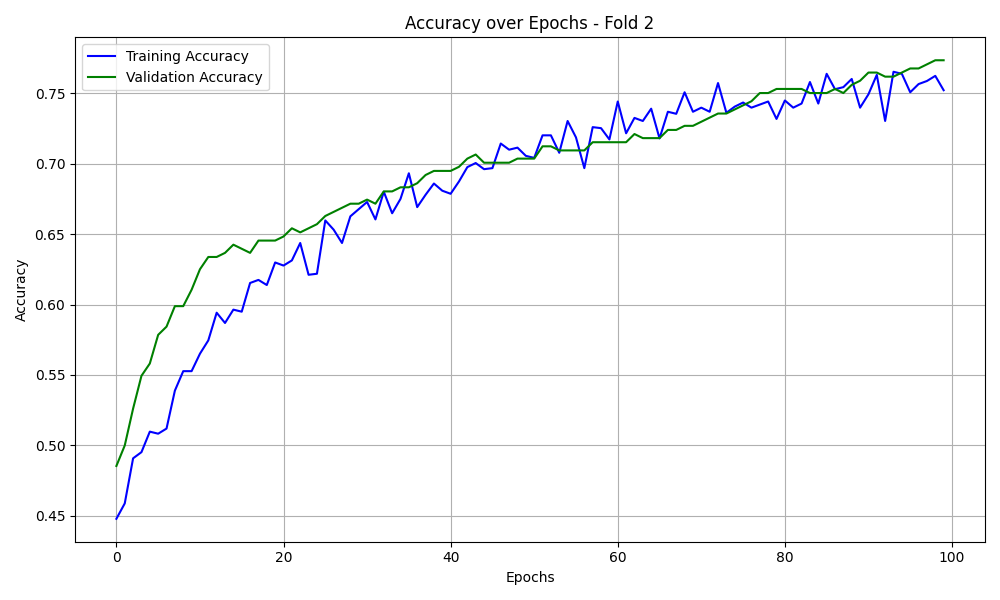 Accuracy over Epochs - Fold 2
Training Accuracy
Validation Accuracy
Accuracy
0.75
0.70
0.65
0.60
0.55
0.50
0.45
0 20 40 60 80 100
Epochs